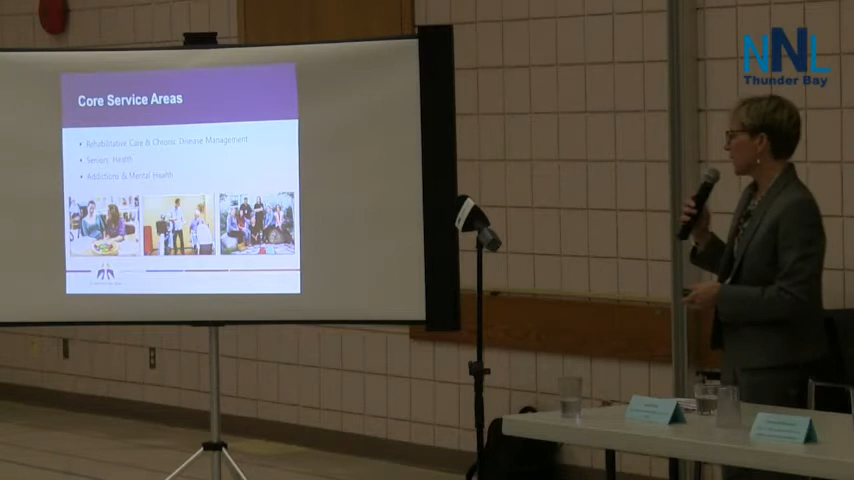 NNL
Thunder Bay
Core Service Areas
• Rehabilitative Care & Chronic Disease Management
• Seniors Health
• Addictions & Mental Health